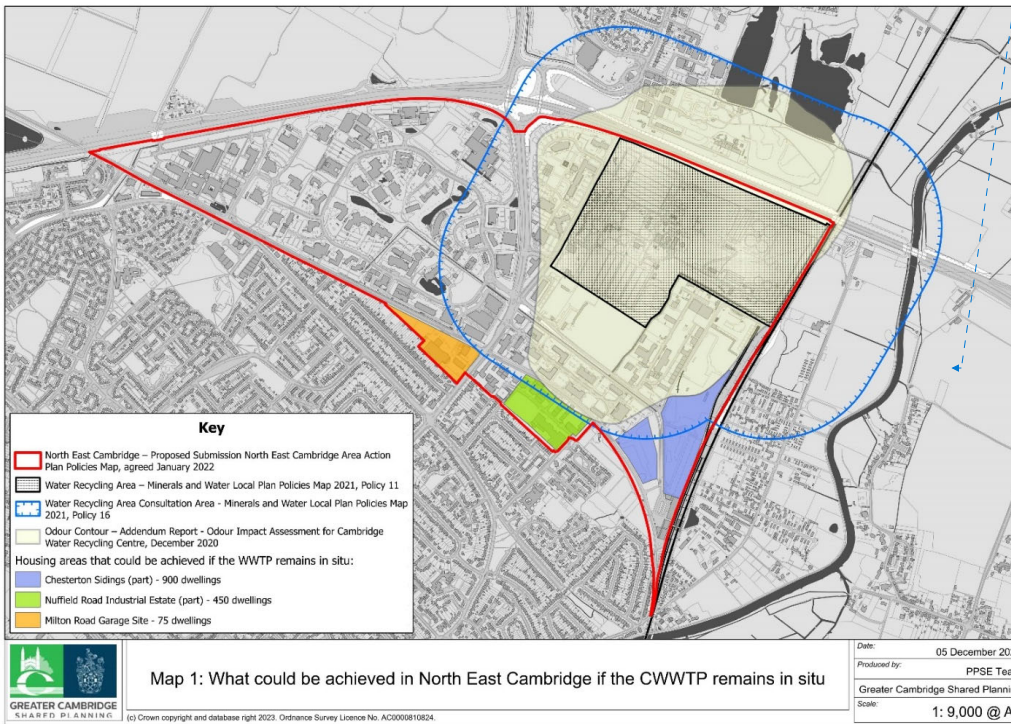 Key
North East Cambridge – Proposed Submission North East Cambridge Area Action
Plan Policies Map, agreed January 2022
Water Recycling Area – Minerals and Water Local Plan Policies Map 2021, Policy 11
Water Recycling Area Consultation Area - Minerals and Water Local Plan Policies Map
2021, Policy 16
Odour Contour – Addendum Report - Odour Impact Assessment for Cambridge
Water Recycling Centre, December 2020
Housing areas that could be achieved if the WWTP remains in situ:
Chesterton Sidings (part) - 900 dwellings
Nuffield Road Industrial Estate (part) - 450 dwellings
Milton Road Garage Site - 75 dwellings
GREATER CAMBRIDGE
SHARED PLANNING
Map 1: What could be achieved in North East Cambridge if the CWWTP remains in situ
(c) Crown copyright and database right 2023. Ordnance Survey Licence No. AC0000810824.
Date:
05 December 202
Produced by:
PPSE Tea
Greater Cambridge Shared Plannin
Scale:
1: 9,000 @ A